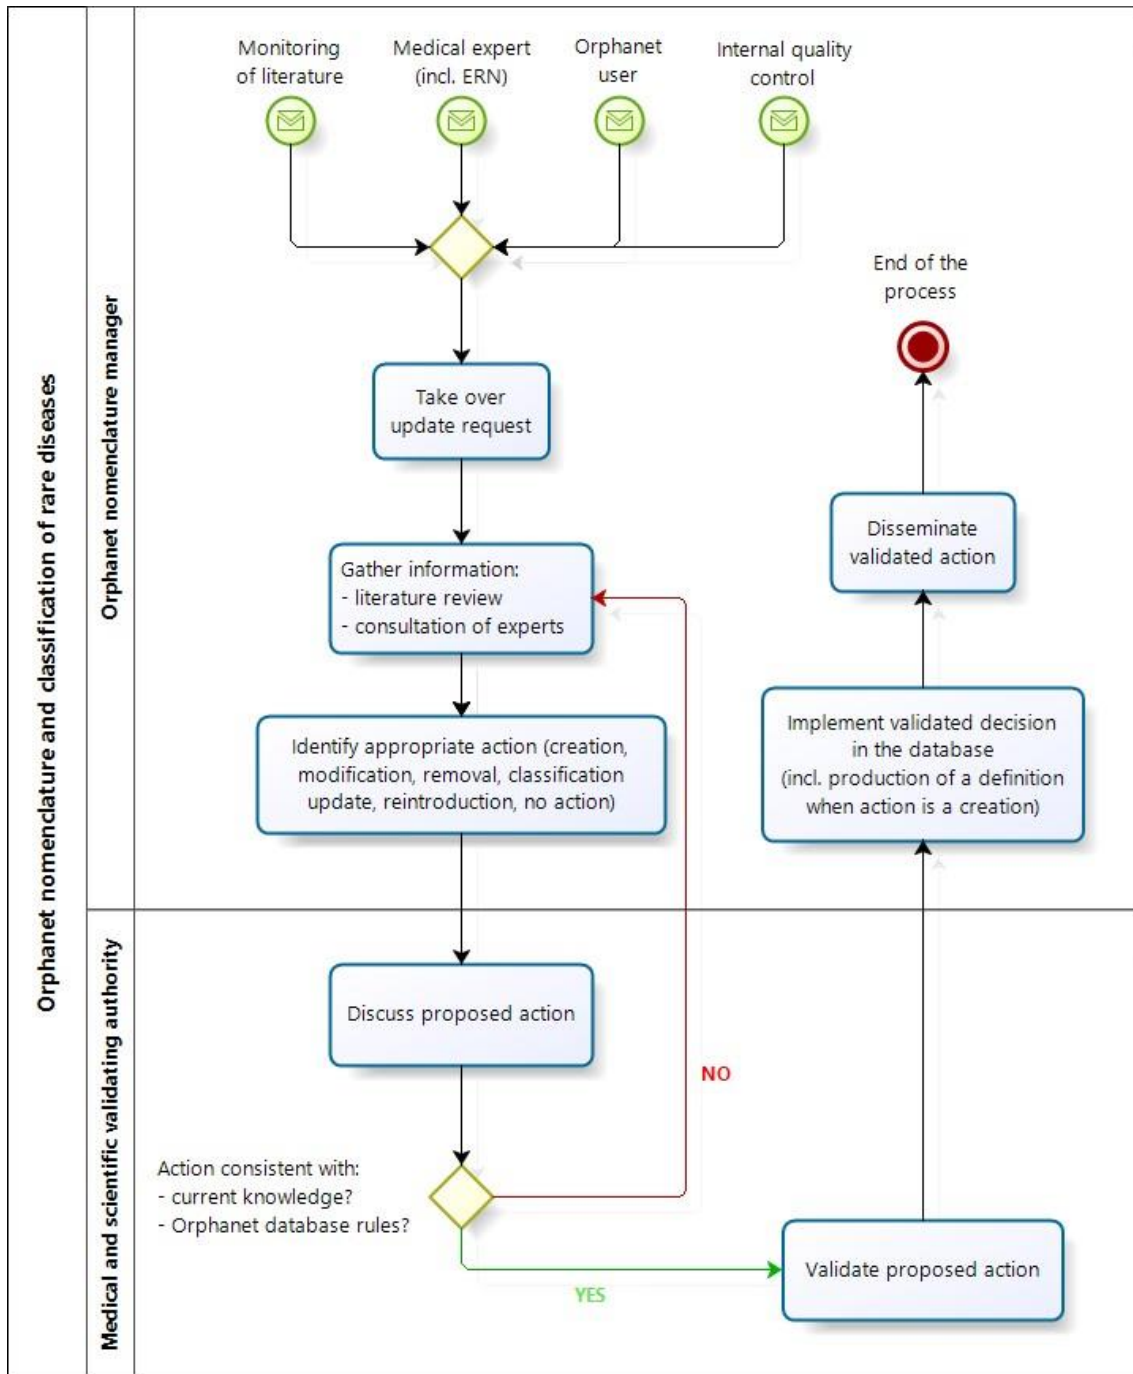 Orphanet nomenclature and classification of rare diseases
Orphanet nomenclature manager
Monitoring
of literature
Medical expert
(incl. ERN)
Orphanet
user
Internal quality
control
End of the
process
Take over
update request
Gather information:
- literature review
- consultation of experts
Identify appropriate action (creation,
modification, removal, classification
update, reintroduction, no action)
Disseminate
validated action
Implement validated decision
in the database
(incl. production of a definition
when action is a creation)
Medical and scientific validating authority
Discuss proposed action
NO
Action consistent with:
- current knowledge?
- Orphanet database rules?
YES
Validate proposed action